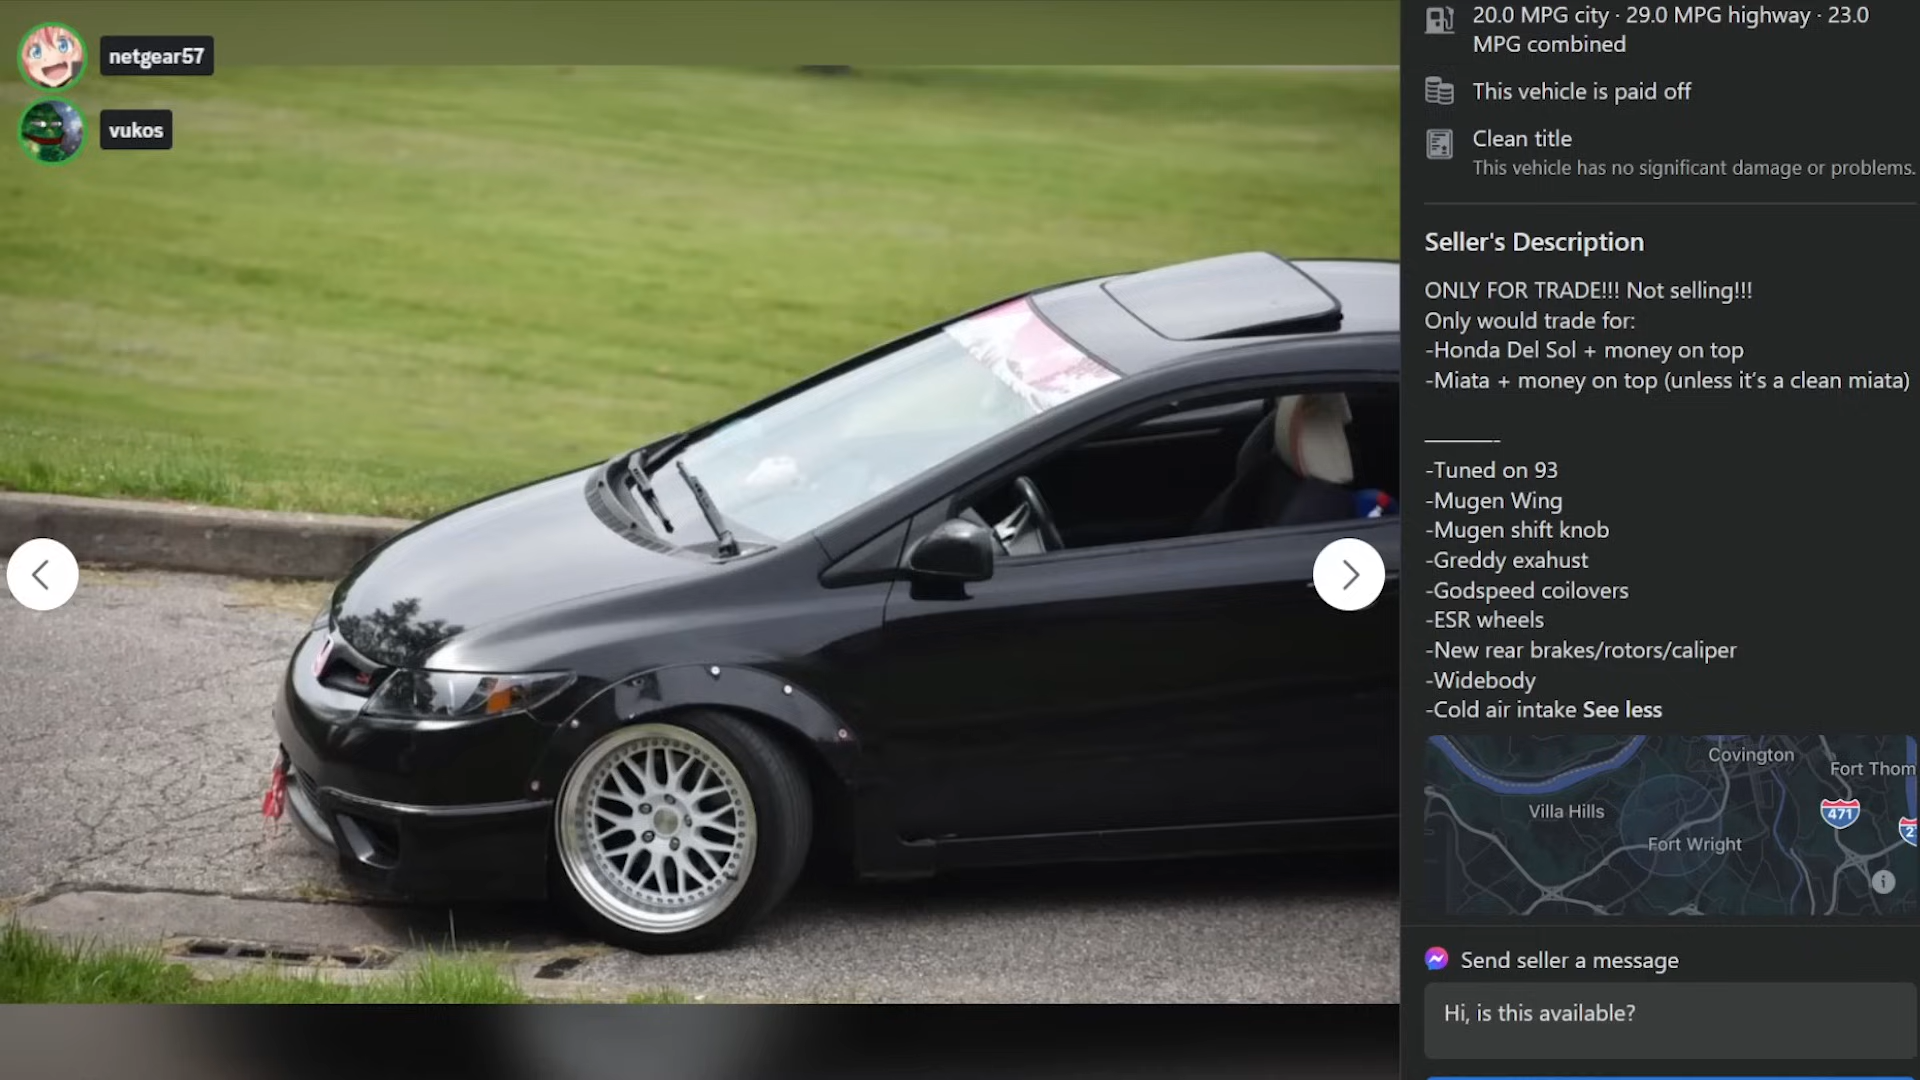 netgear57
vukos
20.0 MPG city · 29.0 MPG highway · 23.0
MPG combined
This vehicle is paid off
Clean title
This vehicle has no significant damage or problems.
Seller's Description
ONLY FOR TRADE!!! Not selling!!!
Only would trade for:
-Honda Del Sol + money on top
-Miata + money on top (unless it's a clean miata)
————-
-Tuned on 93
-Mugen Wing
-Mugen shift knob
-Greddy exahust
-Godspeed coilovers
-ESR wheels
-New rear brakes/rotors/caliper
-Widebody
-Cold air intake See less
Covington
Fort Thom
Villa Hills
471
2
Fort Wright
Send seller a message
Hi, is this available?